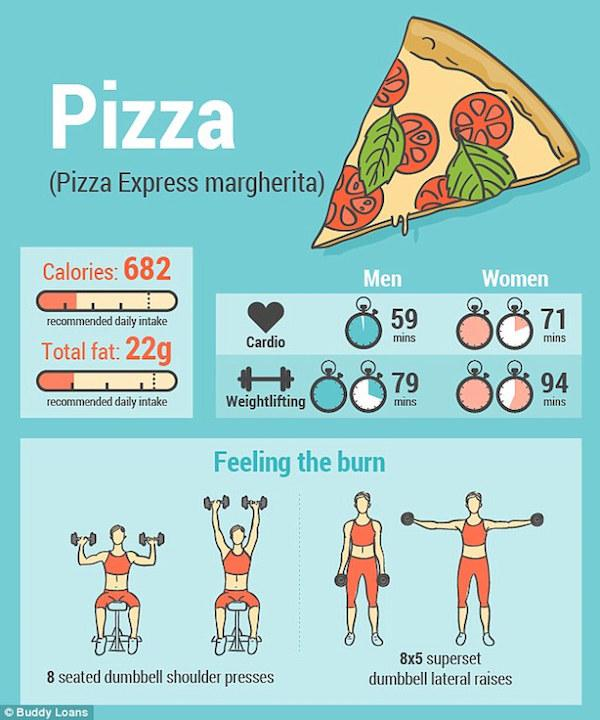 Pizza
(Pizza Express margherita)
Calories: 682
recommended daily intake
Total fat: 22g
recommended daily intake
Men
Women
Cardio
59
mins
71
mins
Weightlifting
79
mins
94
mins
Feeling the burn
8 seated dumbbell shoulder presses
8x5 superset
dumbbell lateral raises
© Buddy Loans